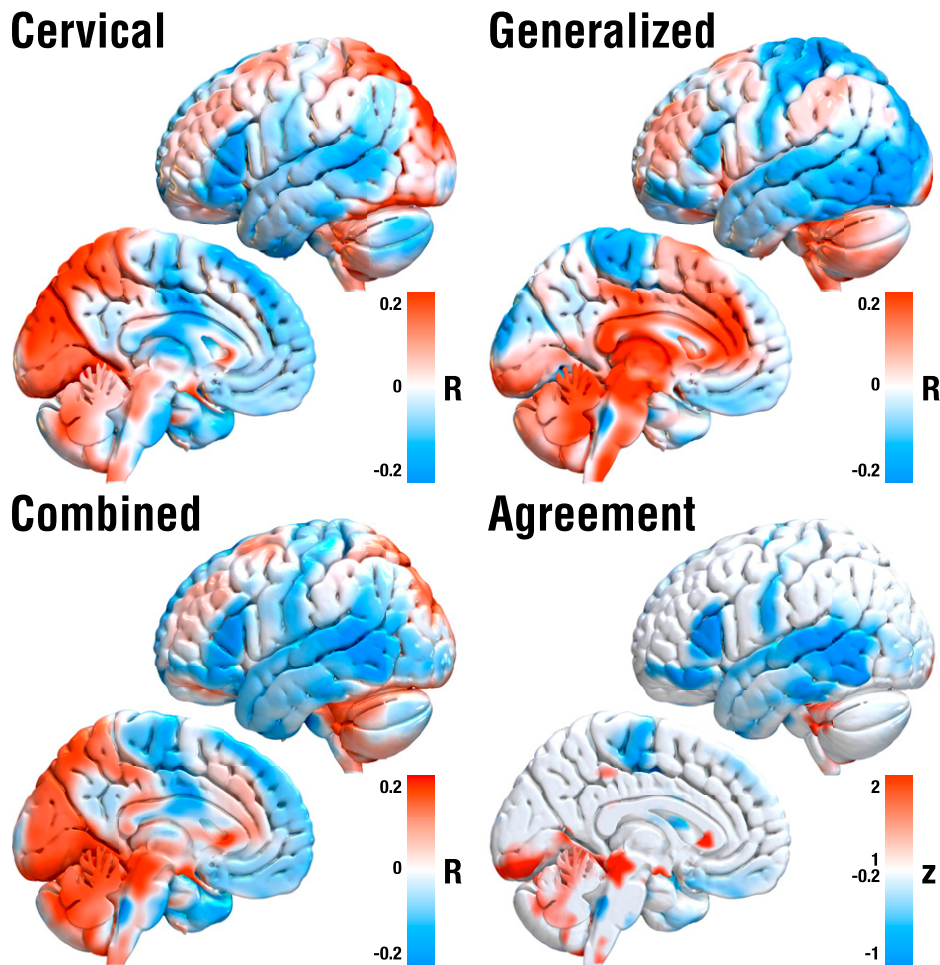 Cervical
0.2
0
R
-0.2
Generalized
0.2
0
R
-0.2
Combined
0.2
0
R
-0.2
Agreement
2
1
-0.2
z
-1